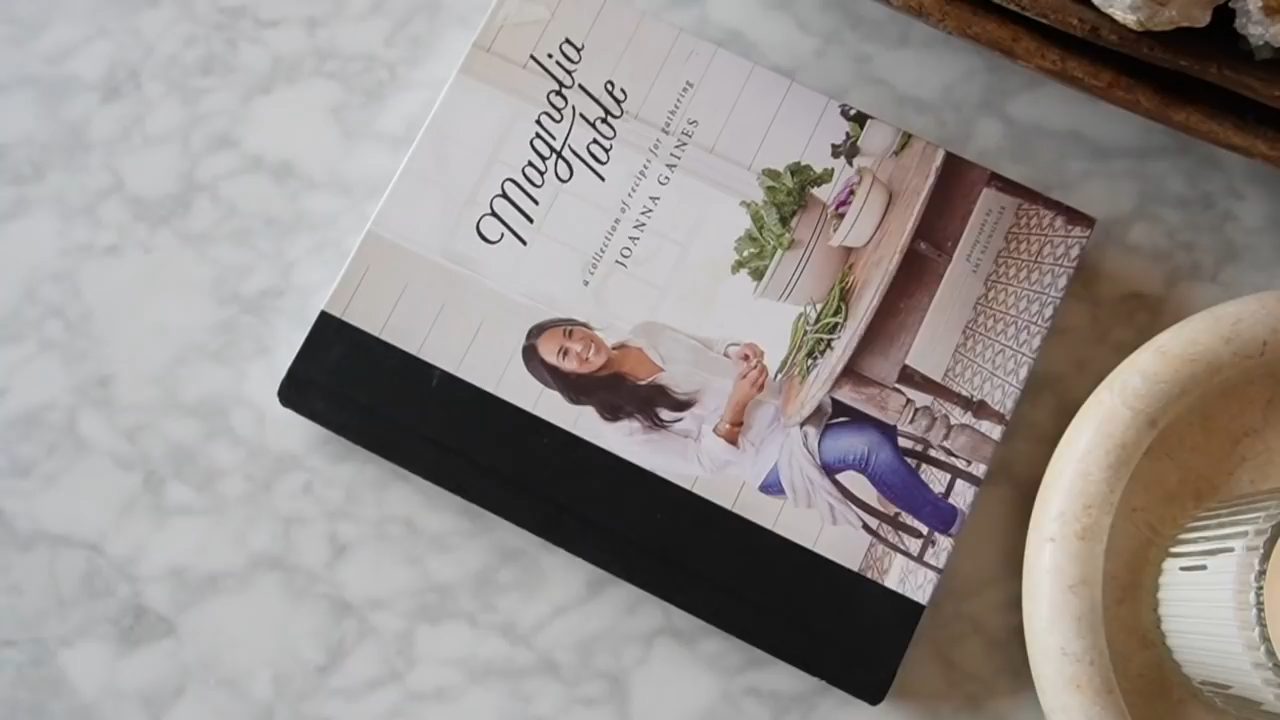 Magnolia
Table
a collection of recipes for gathering
JOANNA GAINES